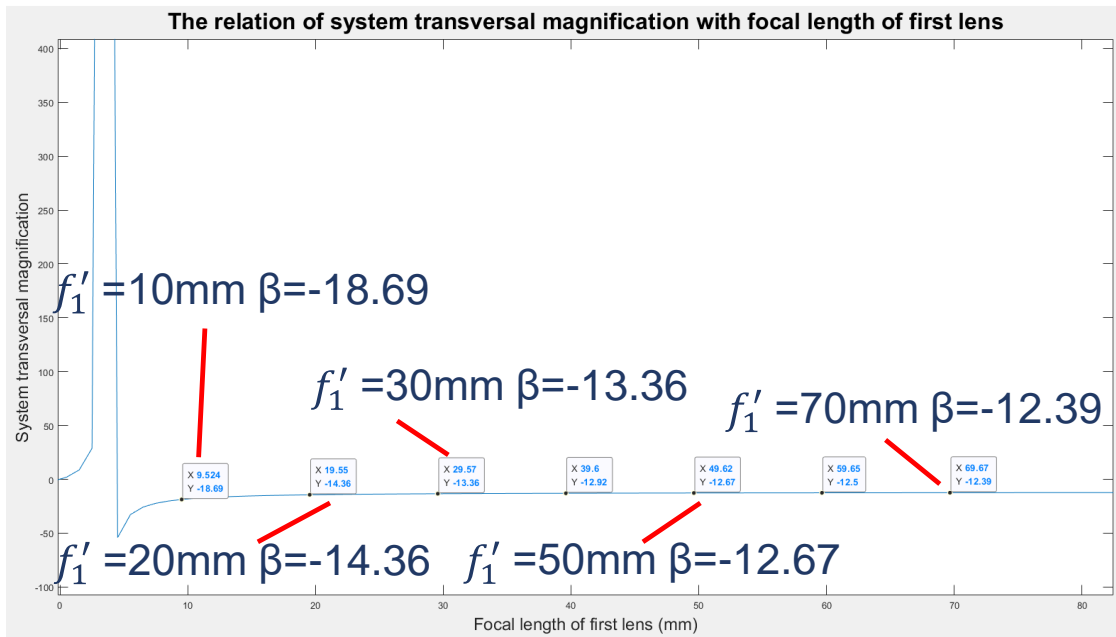 The relation of system transversal magnification with focal length of first lens
400
350
300
250
200
150
100
50
0
-50
-100
System transversal magnification
f₁′ =10mm β=-18.69
f₁′ =30mm β=-13.36
f₁′ =70mm β=-12.39
X 9.524
Y -18.69
X 19.55
Y -14.36
X 29.57
Y -13.36
X 39.6
Y -12.92
X 49.62
Y -12.67
X 59.65
Y -12.5
X 69.67
Y -12.39
f₁′ =20mm β=-14.36
f₁′ =50mm β=-12.67
0 10 20 30 40 50 60 70 80
Focal length of first lens (mm)